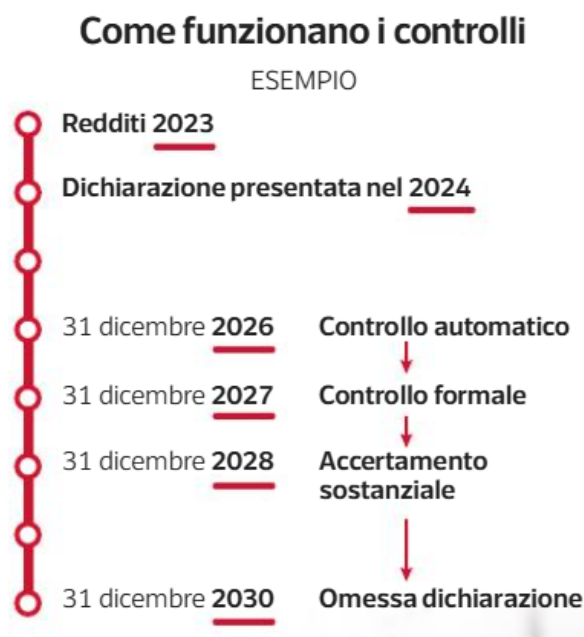 Come funzionano i controlli
ESEMPIO
Redditi 2023
Dichiarazione presentata nel 2024
31 dicembre 2026 Controllo automatico
31 dicembre 2027 Controllo formale
31 dicembre 2028 Accertamento
sostanziale
31 dicembre 2030 Omessa dichiarazione